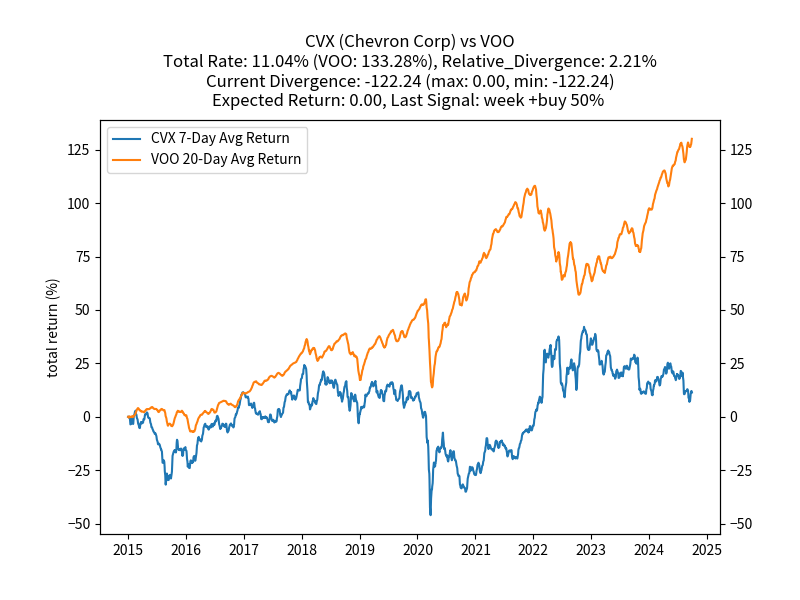 CVX (Chevron Corp) vs VOO
Total Rate: 11.04% (VOO: 133.28%), Relative_Divergence: 2.21%
Current Divergence: -122.24 (max: 0.00, min: -122.24)
Expected Return: 0.00, Last Signal: week +buy 50%
CVX 7-Day Avg Return
VOO 20-Day Avg Return
total return (%)
125 125
100 100
75 75
50 50
25 25
0 0
−25 −25
−50 −50
2015 2016 2017 2018 2019 2020 2021 2022 2023 2024 2025